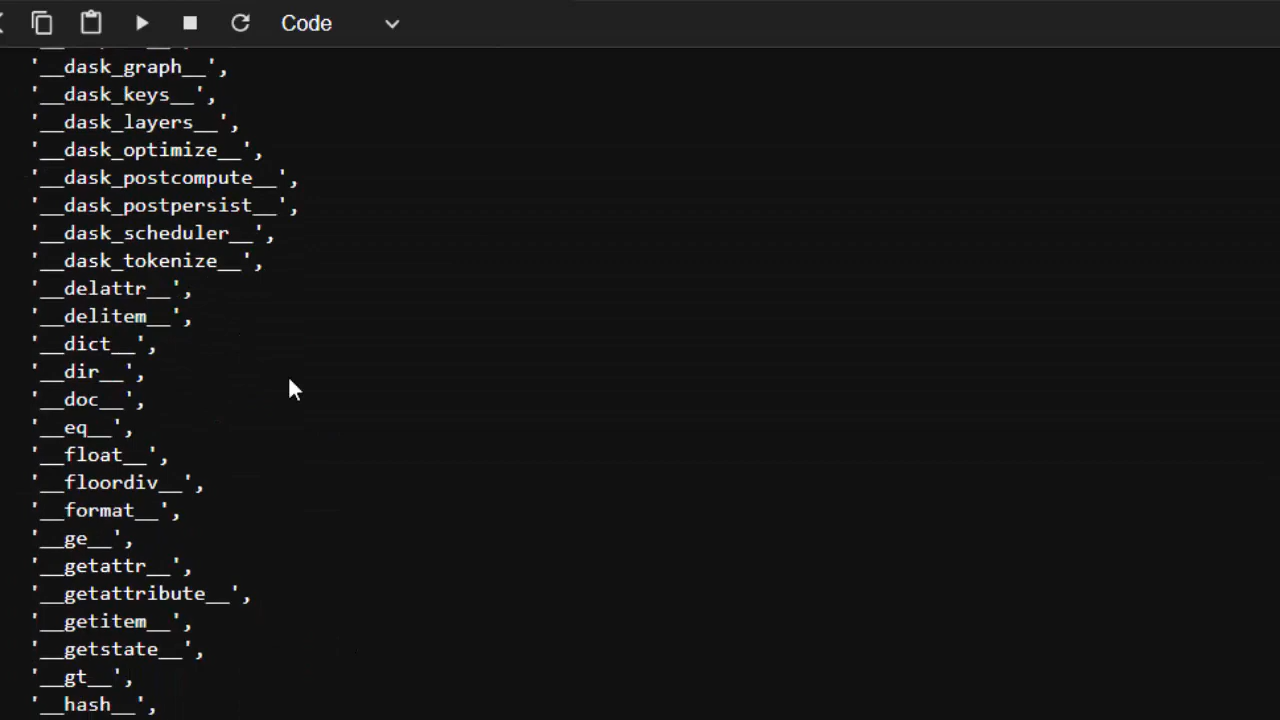 Code
'__dask_graph__',
'__dask_keys__',
'__dask_layers__',
'__dask_optimize__',
'__dask_postcompute__',
'__dask_postpersist__',
'__dask_scheduler__',
'__dask_tokenize__',
'__delattr__',
'__delitem__',
'__dict__',
'__dir__',
'__doc__',
'__eq__',
'__float__',
'__floordiv__',
'__format__',
'__ge__',
'__getattr__',
'__getattribute__',
'__getitem__',
'__getstate__',
'__gt__',
'__hash__',